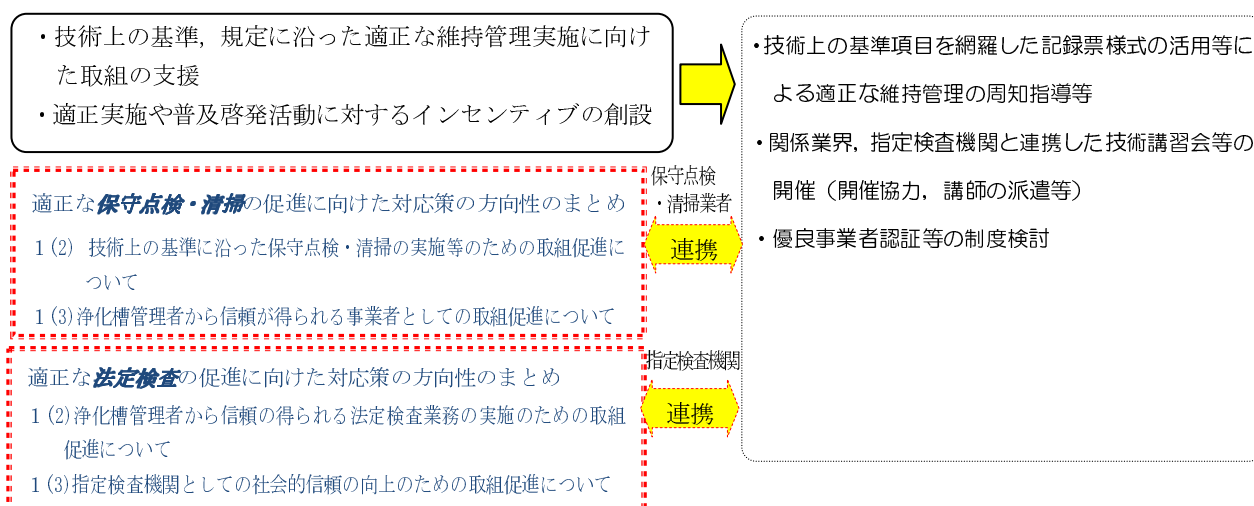 ・技術上の基準，規定に沿った適正な維持管理実施に向け
た取組の支援
・適正実施や普及啓発活動に対するインセンティブの創設
・技術上の基準項目を網羅した記録票様式の活用等に
よる適正な維持管理の周知指導等
・関係業界，指定検査機関と連携した技術講習会等の
開催（開催協力，講師の派遣等）
・優良事業者認証等の制度検討
適正な保守点検・清掃の促進に向けた対応策の方向性のまとめ
1(2) 技術上の基準に沿った保守点検・清掃の実施等のための取組促進に
ついて
1(3)浄化槽管理者から信頼が得られる事業者としての取組促進について
保守点検
・清掃業者
連携
適正な法定検査の促進に向けた対応策の方向性のまとめ
1(2)浄化槽管理者から信頼の得られる法定検査業務の実施のための取組
促進について
1(3)指定検査機関としての社会的信頼の向上のための取組促進について
指定検査機関
連携